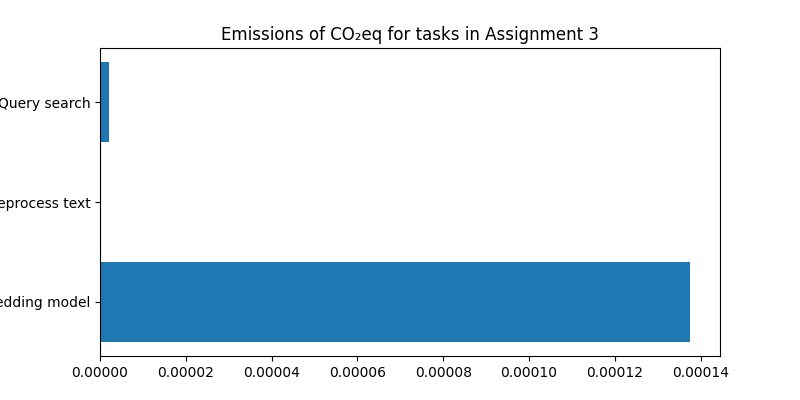 Emissions of CO₂eq for tasks in Assignment 3
Query search
eprocess text
edding model
0.00000 0.00002 0.00004 0.00006 0.00008 0.00010 0.00012 0.00014